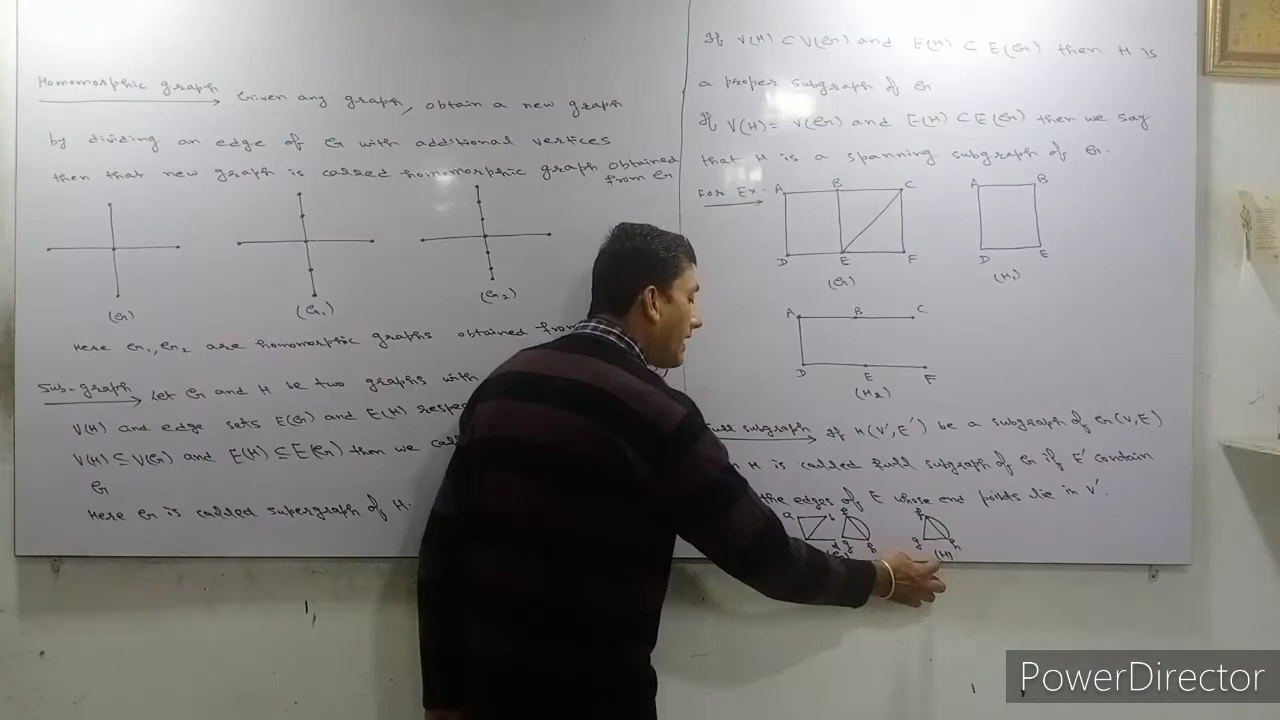 Homomorphic graph Given any graph, obtain a new graph
by dividing an edge of G with additional vertices
then that new graph is called homomorphic graph obtained
from G
(G)
(G1)
(G2)
Here G1, G2 are homomorphic graphs obtained from
Sub-graph Let G and H be two graphs with
V(H) and edge sets E(G) and E(H)
V(H) ⊆ V(G) and E(H) ⊆ E(G) then we
G
Here G is called supergraph of H.
If V(H) ⊂ V(G) and E(H) ⊂ E(G) then H is
a proper subgraph of G
If V(H) = V(G) and E(H) ⊂ E(G) then we say
that H is a spanning subgraph of G.
For Ex.
A B C
D E F
(G)
A B
D E
(H1)
A B C
D E F
(H2)
subgraph If H(V', E') be a subgraph of G(V, E)
H is called full subgraph of G if E' contain
the edges of E whose end points lie in V'.
a b
d g h
g h
(H)
PowerDirector